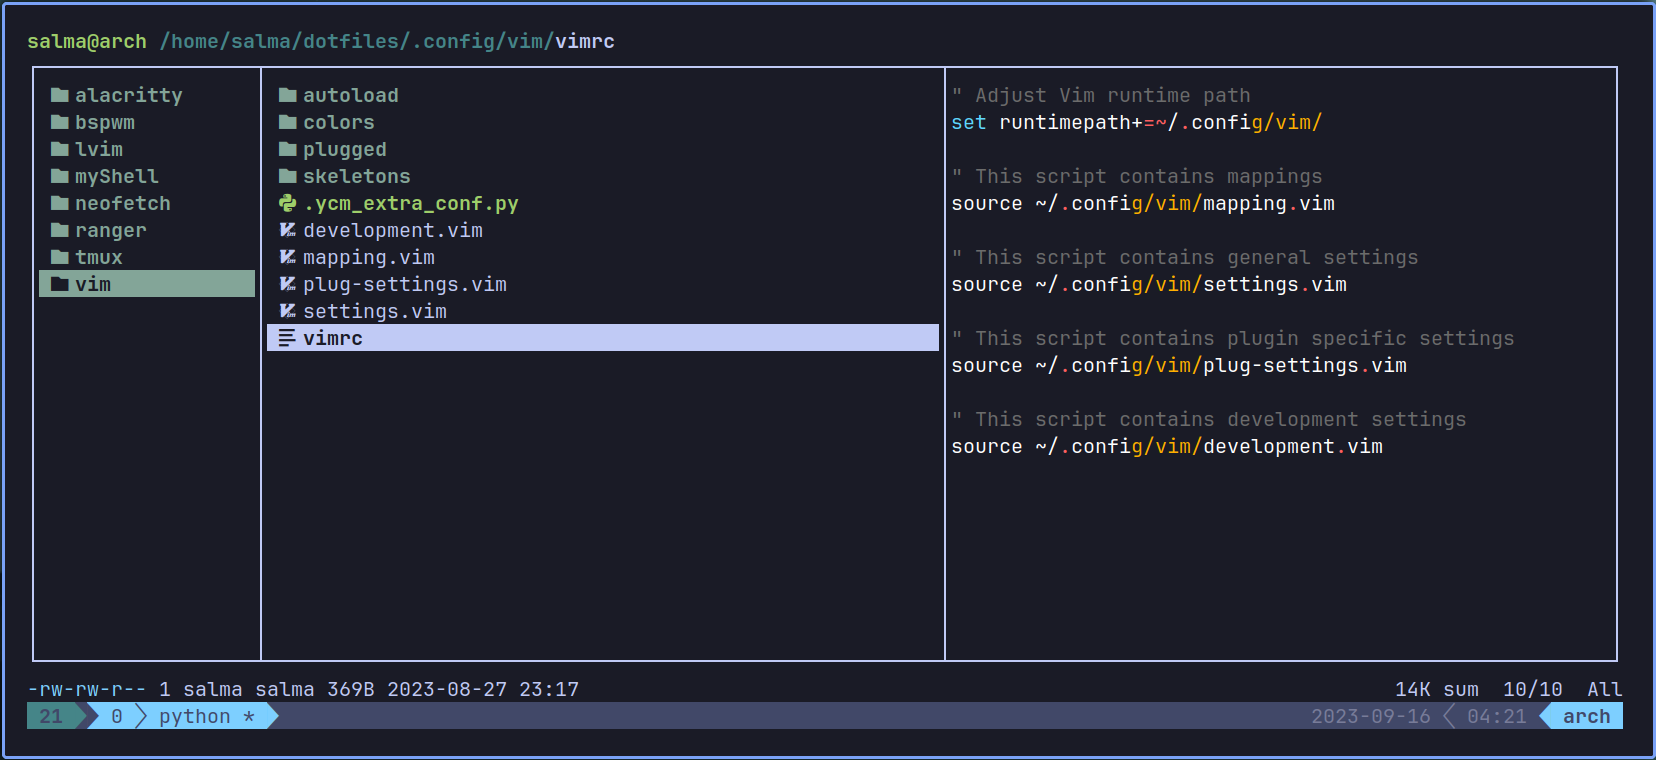 salma@arch /home/salma/dotfiles/.config/vim/vimrc
alacritty
bspwm
lvim
myShell
neofetch
ranger
tmux
vim
autoload
colors
plugged
skeletons
.ycm_extra_conf.py
development.vim
mapping.vim
plug-settings.vim
settings.vim
vimrc
" Adjust Vim runtime path
set runtimepath+=~/.config/vim/
" This script contains mappings
source ~/.config/vim/mapping.vim
" This script contains general settings
source ~/.config/vim/settings.vim
" This script contains plugin specific settings
source ~/.config/vim/plug-settings.vim
" This script contains development settings
source ~/.config/vim/development.vim
-rw-rw-r-- 1 salma salma 369B 2023-08-27 23:17 14K sum 10/10 All
21 0 python * 2023-09-16 04:21 arch